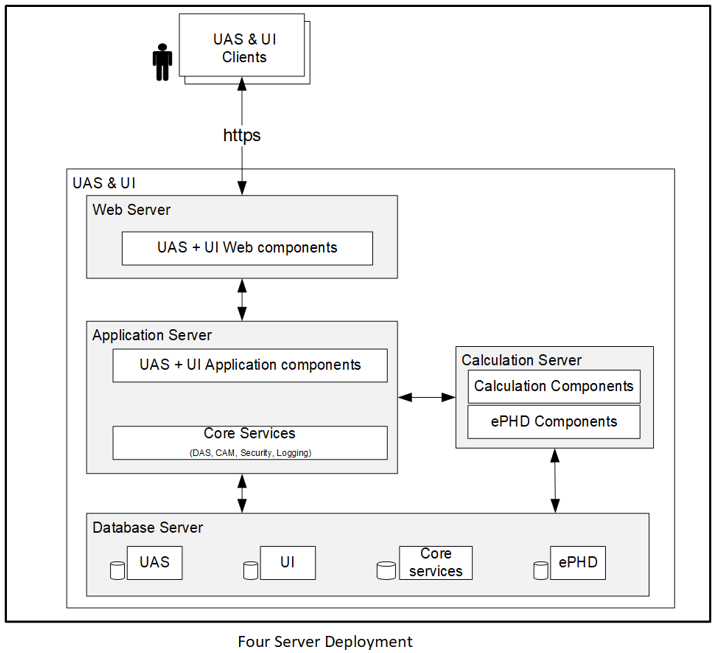 UAS & UI
Clients
https
UAS & UI
Web Server
UAS + UI Web components
Application Server
UAS + UI Application components
Core Services
(DAS, CAM, Security, Logging)
Calculation Server
Calculation Components
ePHD Components
Database Server
UAS
UI
Core
services
ePHD
Four Server Deployment